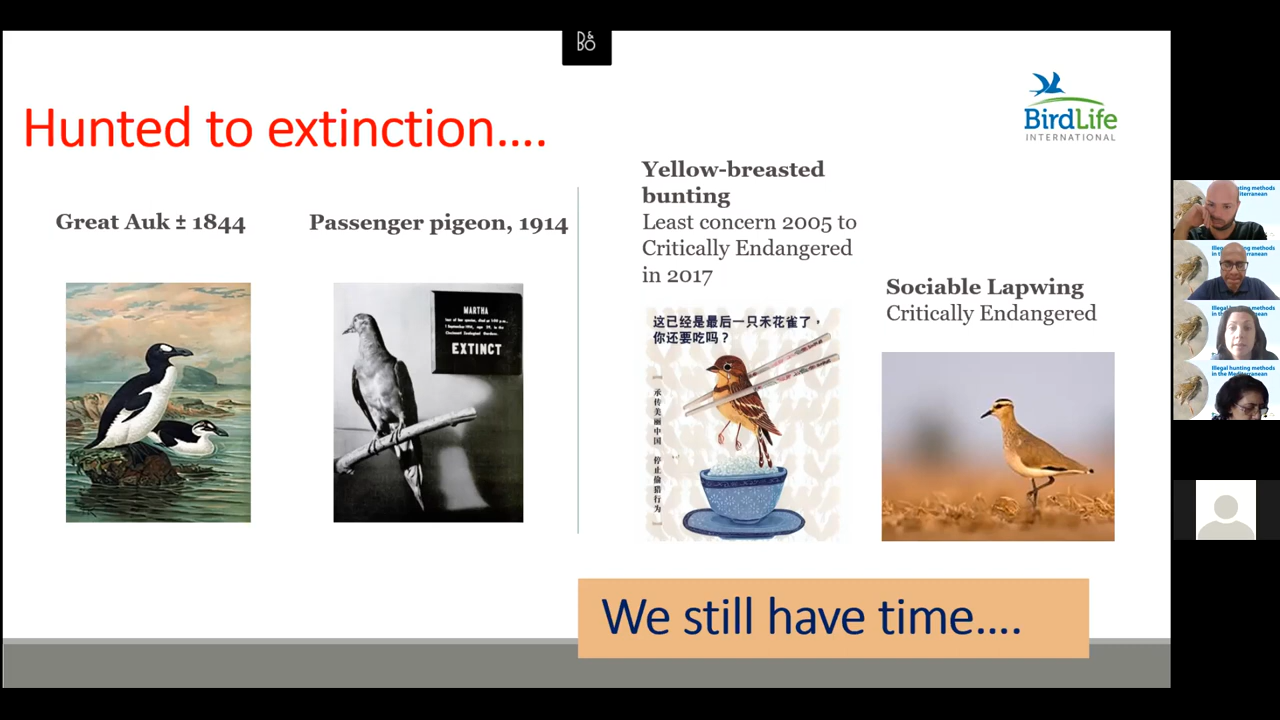 D&
BO
BirdLife
INTERNATIONAL
Hunted to extinction....
Great Auk ± 1844
Passenger pigeon, 1914
MARTHA
EXTINCT
Yellow-breasted
bunting
Least concern 2005 to
Critically Endangered
in 2017
这已经是最后一只禾花雀了，
你还要吃吗？
承传美丽中国 停止偷猎行为
Sociable Lapwing
Critically Endangered
We still have time....
Illegal hunting methods
in the Mediterranean